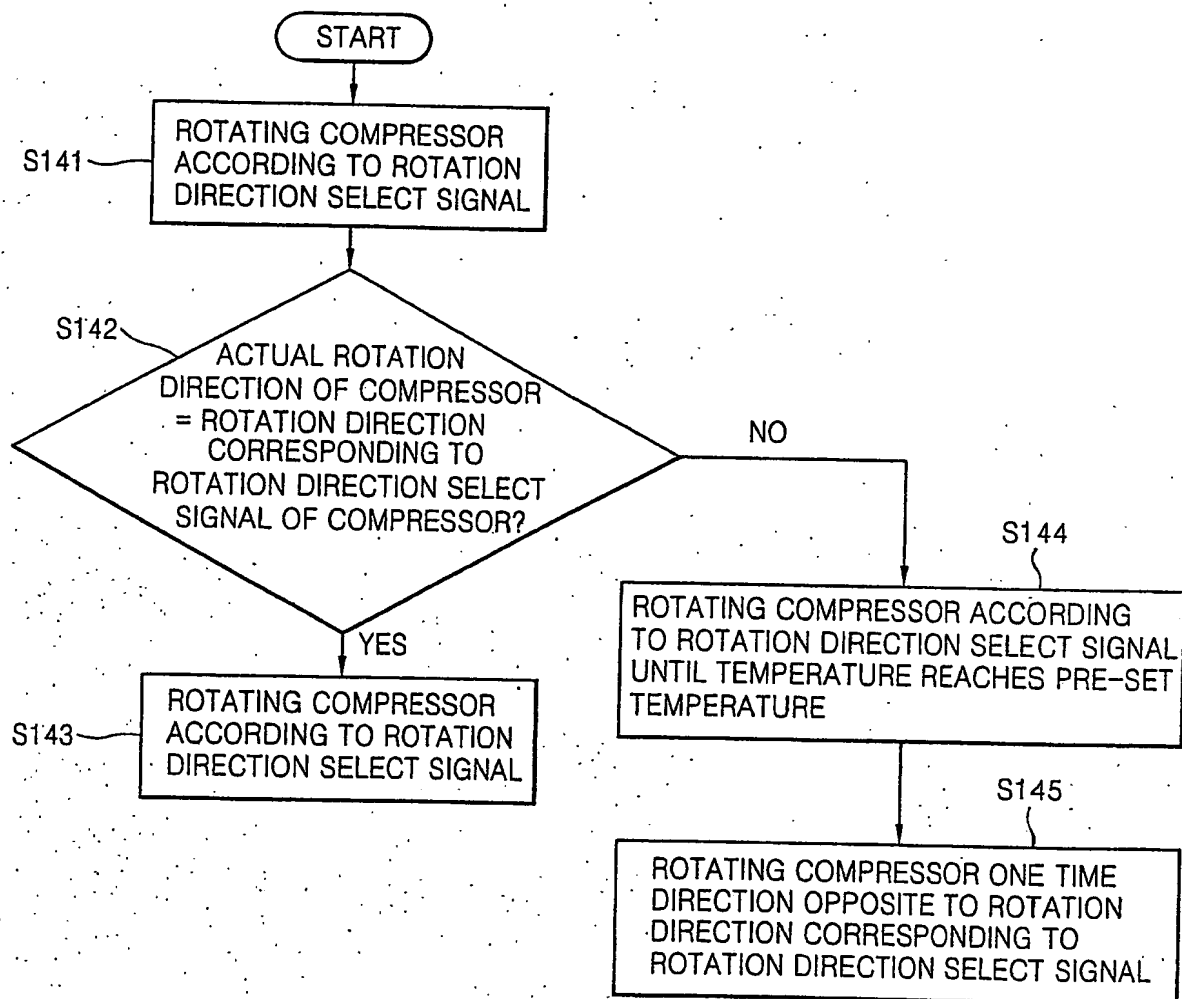 START
S141
ROTATING COMPRESSOR
ACCORDING TO ROTATION
DIRECTION SELECT SIGNAL
S142
ACTUAL ROTATION
DIRECTION OF COMPRESSOR
= ROTATION DIRECTION
CORRESPONDING TO
ROTATION DIRECTION SELECT
SIGNAL OF COMPRESSOR?
NO
YES
S143
ROTATING COMPRESSOR
ACCORDING TO ROTATION
DIRECTION SELECT SIGNAL
S144
ROTATING COMPRESSOR ACCORDING
TO ROTATION DIRECTION SELECT SIGNAL
UNTIL TEMPERATURE REACHES PRE-SET
TEMPERATURE
S145
ROTATING COMPRESSOR ONE TIME
DIRECTION OPPOSITE TO ROTATION
DIRECTION CORRESPONDING TO
ROTATION DIRECTION SELECT SIGNAL